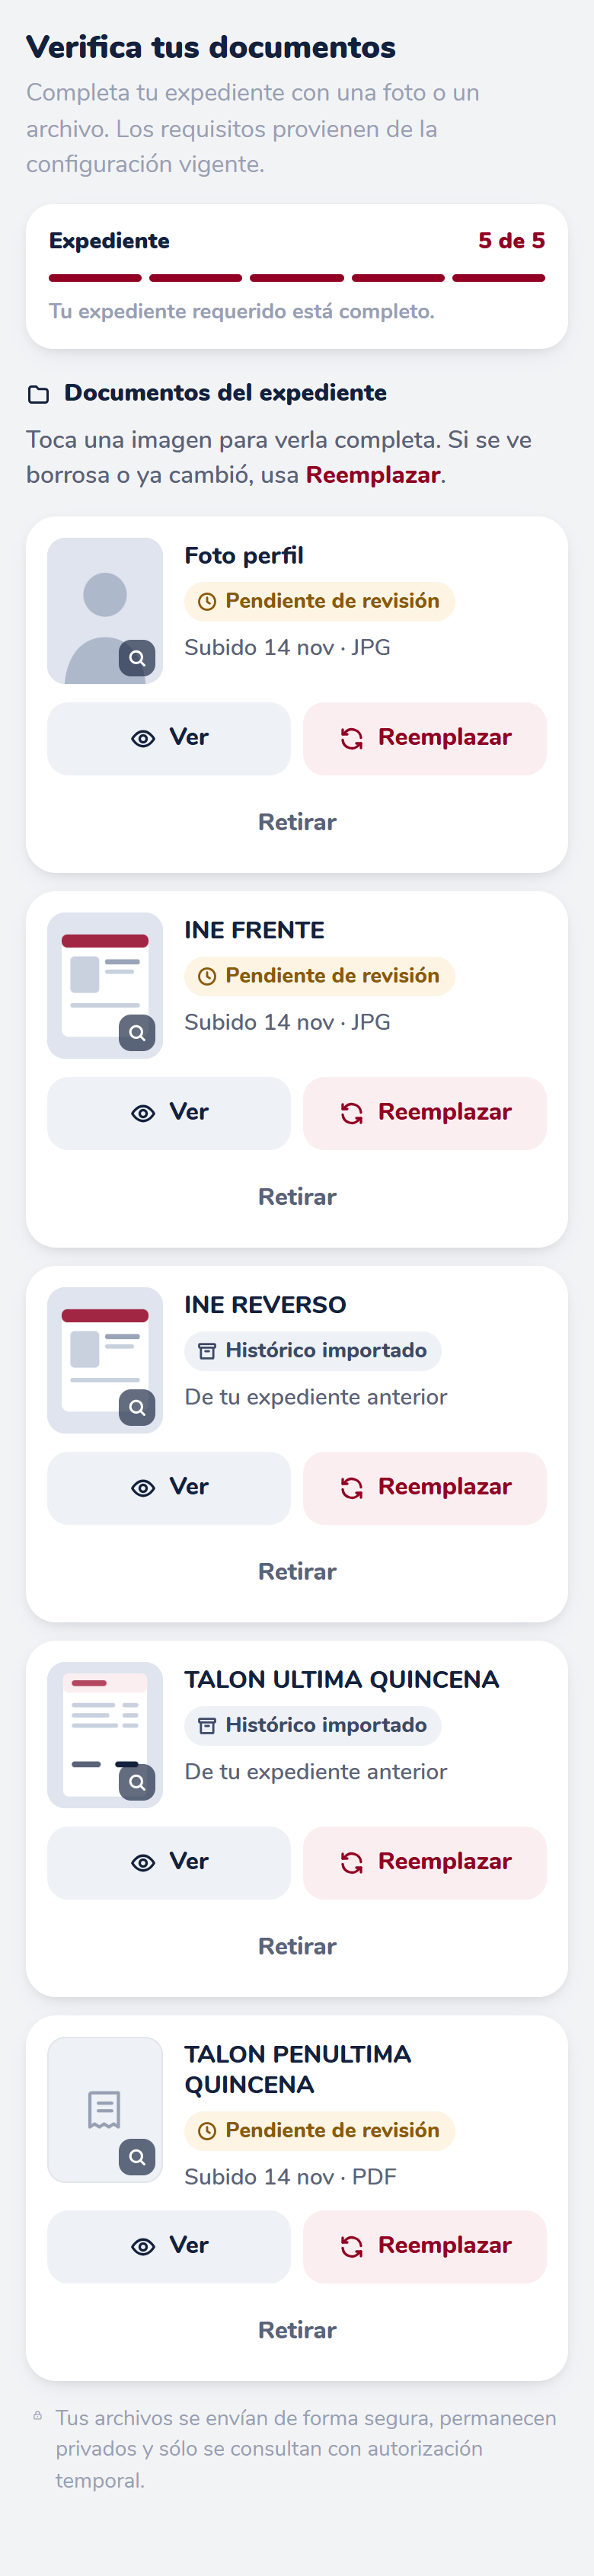 Verifica tus documentos
Completa tu expediente con una foto o un
archivo. Los requisitos provienen de la
configuración vigente.
Expediente 5 de 5
Tu expediente requerido está completo.
Documentos del expediente
Toca una imagen para verla completa. Si se ve
borrosa o ya cambió, usa Reemplazar.
Foto perfil
Pendiente de revisión
Subido 14 nov · JPG
Ver Reemplazar
Retirar
INE FRENTE
Pendiente de revisión
Subido 14 nov · JPG
Ver Reemplazar
Retirar
INE REVERSO
Histórico importado
De tu expediente anterior
Ver Reemplazar
Retirar
TALON ULTIMA QUINCENA
Histórico importado
De tu expediente anterior
Ver Reemplazar
Retirar
TALON PENULTIMA
QUINCENA
Pendiente de revisión
Subido 14 nov · PDF
Ver Reemplazar
Retirar
Tus archivos se envían de forma segura, permanecen
privados y sólo se consultan con autorización
temporal.